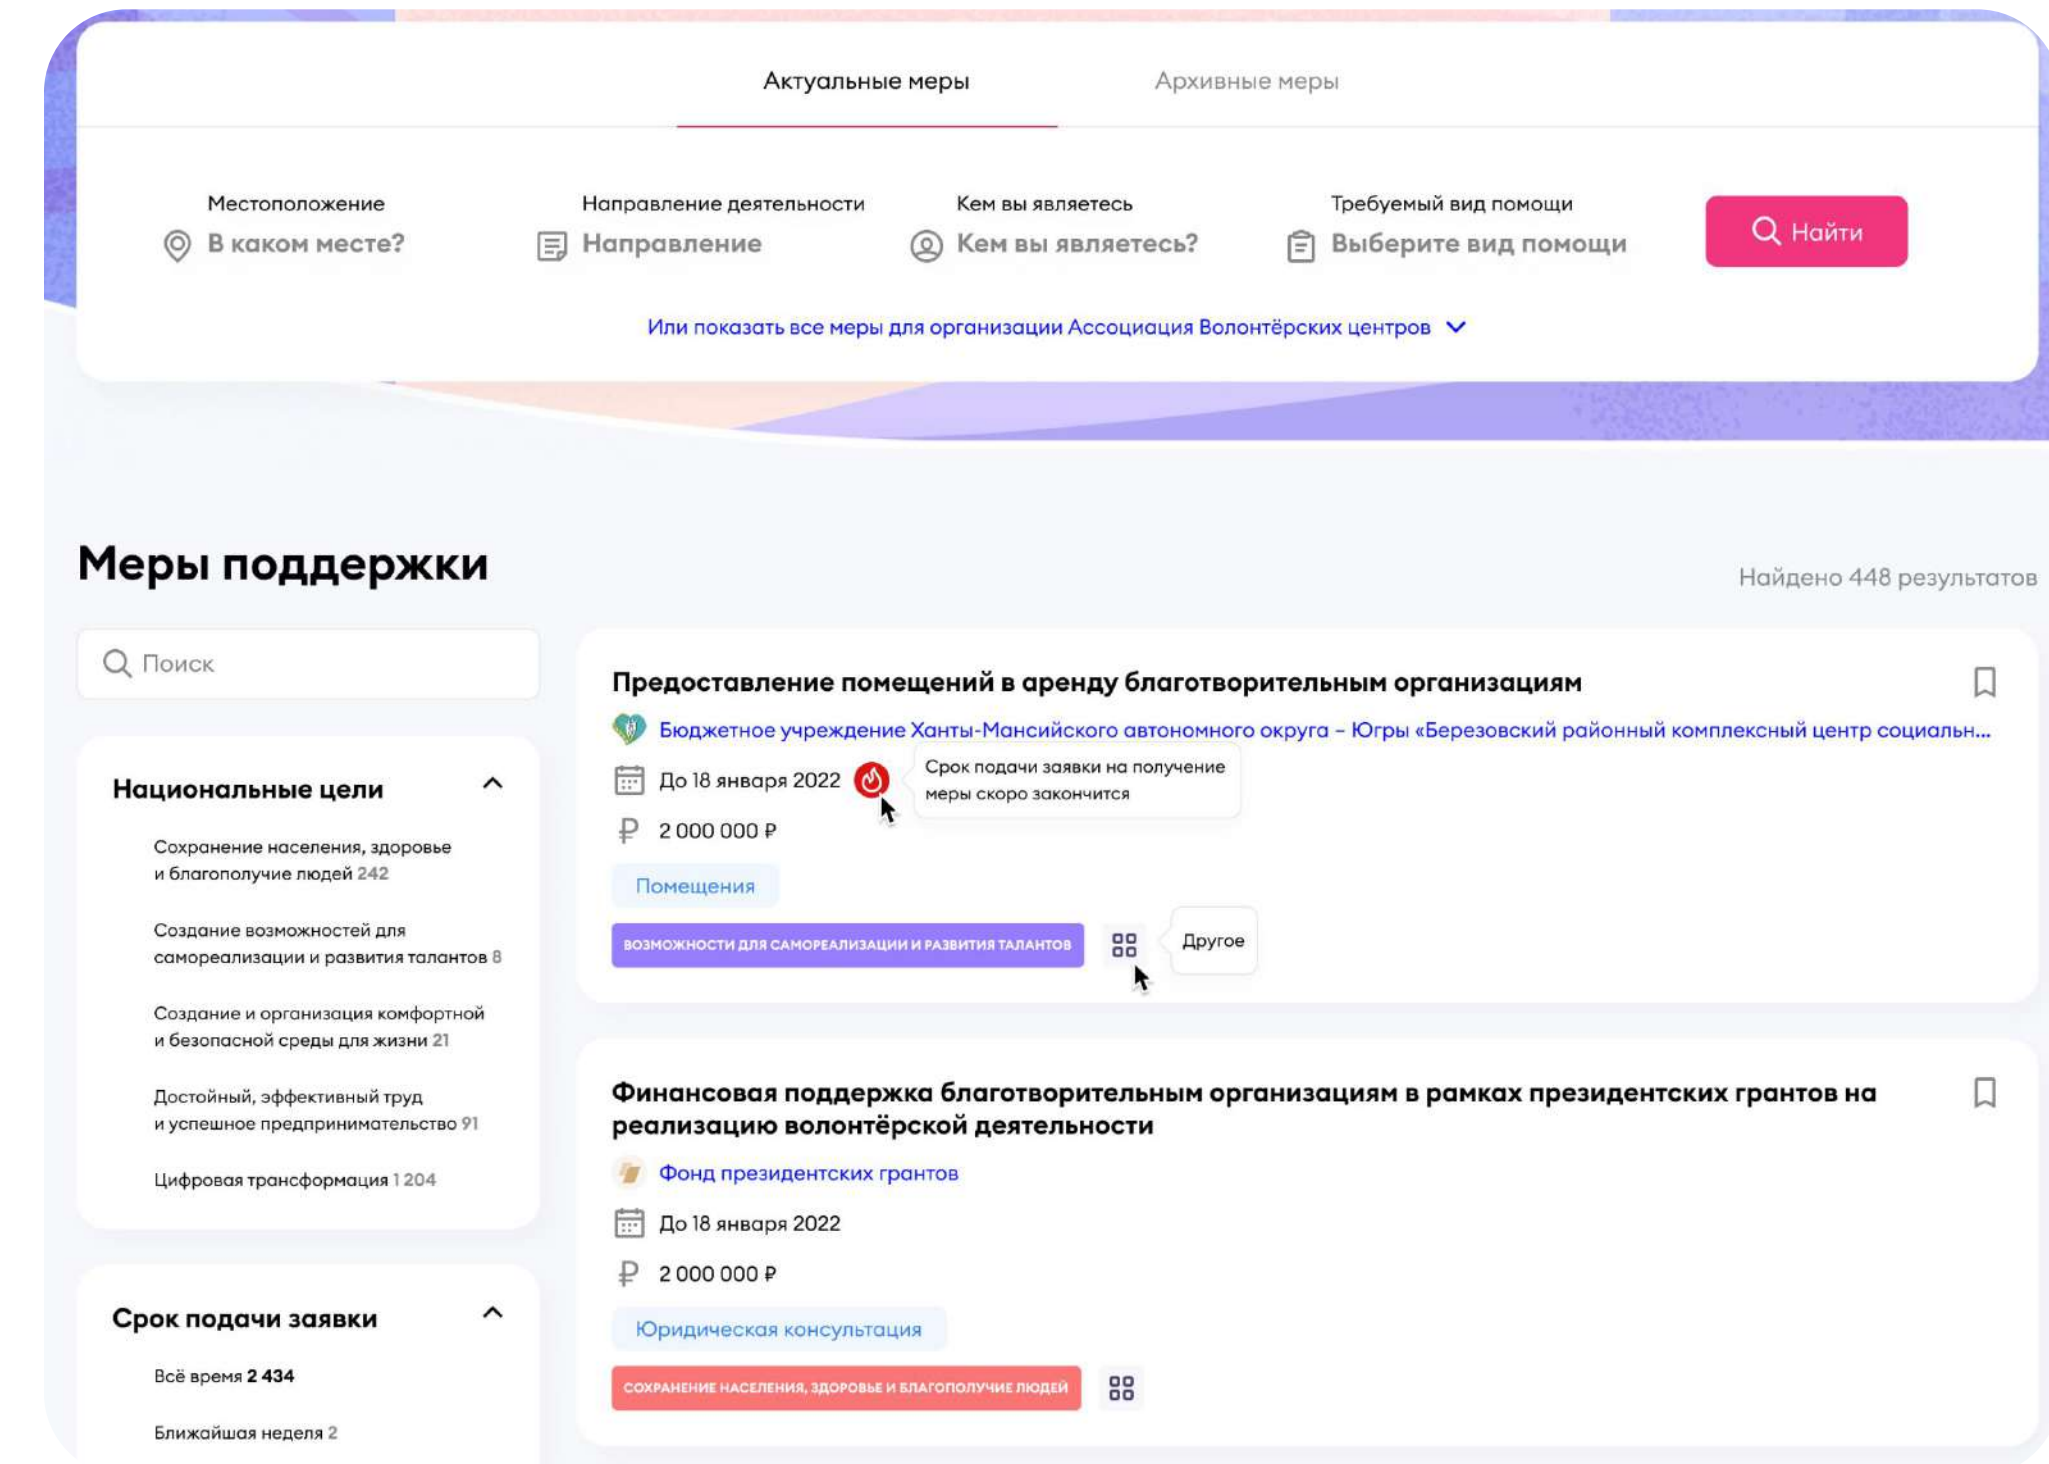 Актуальные меры
Архивные меры
Местоположение
В каком месте?
Направление деятельности
Направление
Кем вы являетесь
Кем вы являетесь?
Требуемый вид помощи
Выберите вид помощи
Найти
Или показать все меры для организации Ассоциация Волонтёрских центров
Меры поддержки
Найдено 448 результатов
Поиск
Национальные цели
Сохранение населения, здоровье
и благополучие людей 242
Создание возможностей для
самореализации и развития талантов 8
Создание и организация комфортной
и безопасной среды для жизни 21
Достойный, эффективный труд
и успешное предпринимательство 91
Цифровая трансформация 1 204
Срок подачи заявки
Всё время 2 434
Ближайшая неделя 2
Предоставление помещений в аренду благотворительным организациям
Бюджетное учреждение Ханты-Мансийского автономного округа – Югры «Березовский районный комплексный центр социальн...
До 18 января 2022
Срок подачи заявки на получение
меры скоро закончится
2 000 000 ₽
Помещения
ВОЗМОЖНОСТИ ДЛЯ САМОРЕАЛИЗАЦИИ И РАЗВИТИЯ ТАЛАНТОВ
Другое
Финансовая поддержка благотворительным организациям в рамках президентских грантов на
реализацию волонтёрской деятельности
Фонд президентских грантов
До 18 января 2022
2 000 000 ₽
Юридическая консультация
СОХРАНЕНИЕ НАСЕЛЕНИЯ, ЗДОРОВЬЕ И БЛАГОПОЛУЧИЕ ЛЮДЕЙ